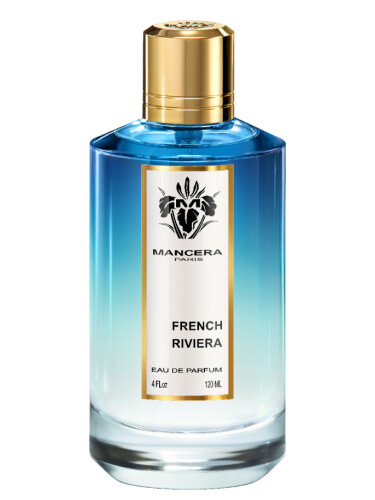 MANCERA
PARIS
FRENCH
RIVIERA
EAU DE PARFUM
4 FLoz 120 ML